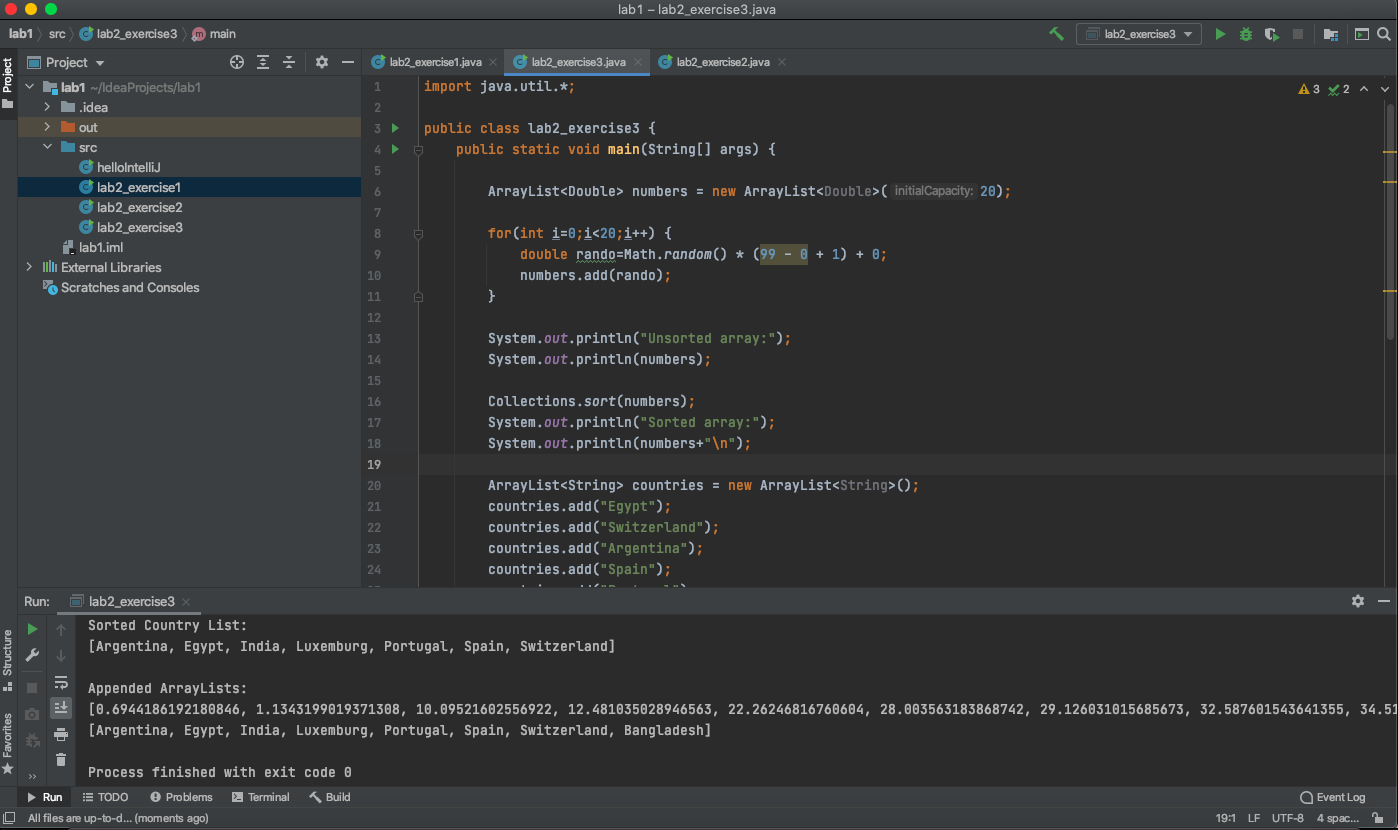 lab1 – lab2_exercise3.java
lab1 src lab2_exercise3 main
lab2_exercise3
Project
Project
lab2_exercise1.java
lab2_exercise3.java
lab2_exercise2.java
lab1 ~/IdeaProjects/lab1
.idea
out
src
helloIntelliJ
lab2_exercise1
lab2_exercise2
lab2_exercise3
lab1.iml
External Libraries
Scratches and Consoles
3 2
1 import java.util.*;
2
3 public class lab2_exercise3 {
4 public static void main(String[] args) {
5
6 ArrayList<Double> numbers = new ArrayList<Double>( initialCapacity: 20);
7
8 for(int i=0;i<20;i++) {
9 double rando=Math.random() * (99 - 0 + 1) + 0;
10 numbers.add(rando);
11 }
12
13 System.out.println("Unsorted array:");
14 System.out.println(numbers);
15
16 Collections.sort(numbers);
17 System.out.println("Sorted array:");
18 System.out.println(numbers+"\n");
19
20 ArrayList<String> countries = new ArrayList<String>();
21 countries.add("Egypt");
22 countries.add("Switzerland");
23 countries.add("Argentina");
24 countries.add("Spain");
Run: lab2_exercise3
Sorted Country List:
[Argentina, Egypt, India, Luxemburg, Portugal, Spain, Switzerland]
Appended ArrayLists:
[0.6944186192180846, 1.1343199019371308, 10.09521602556922, 12.481035028946563, 22.26246816760604, 28.003563183868742, 29.126031015685673, 32.587601543641355, 34.51
[Argentina, Egypt, India, Luxemburg, Portugal, Spain, Switzerland, Bangladesh]
Process finished with exit code 0
Structure
Favorites
Run TODO Problems Terminal Build Event Log
All files are up-to-d... (moments ago) 19:1 LF UTF-8 4 spac...